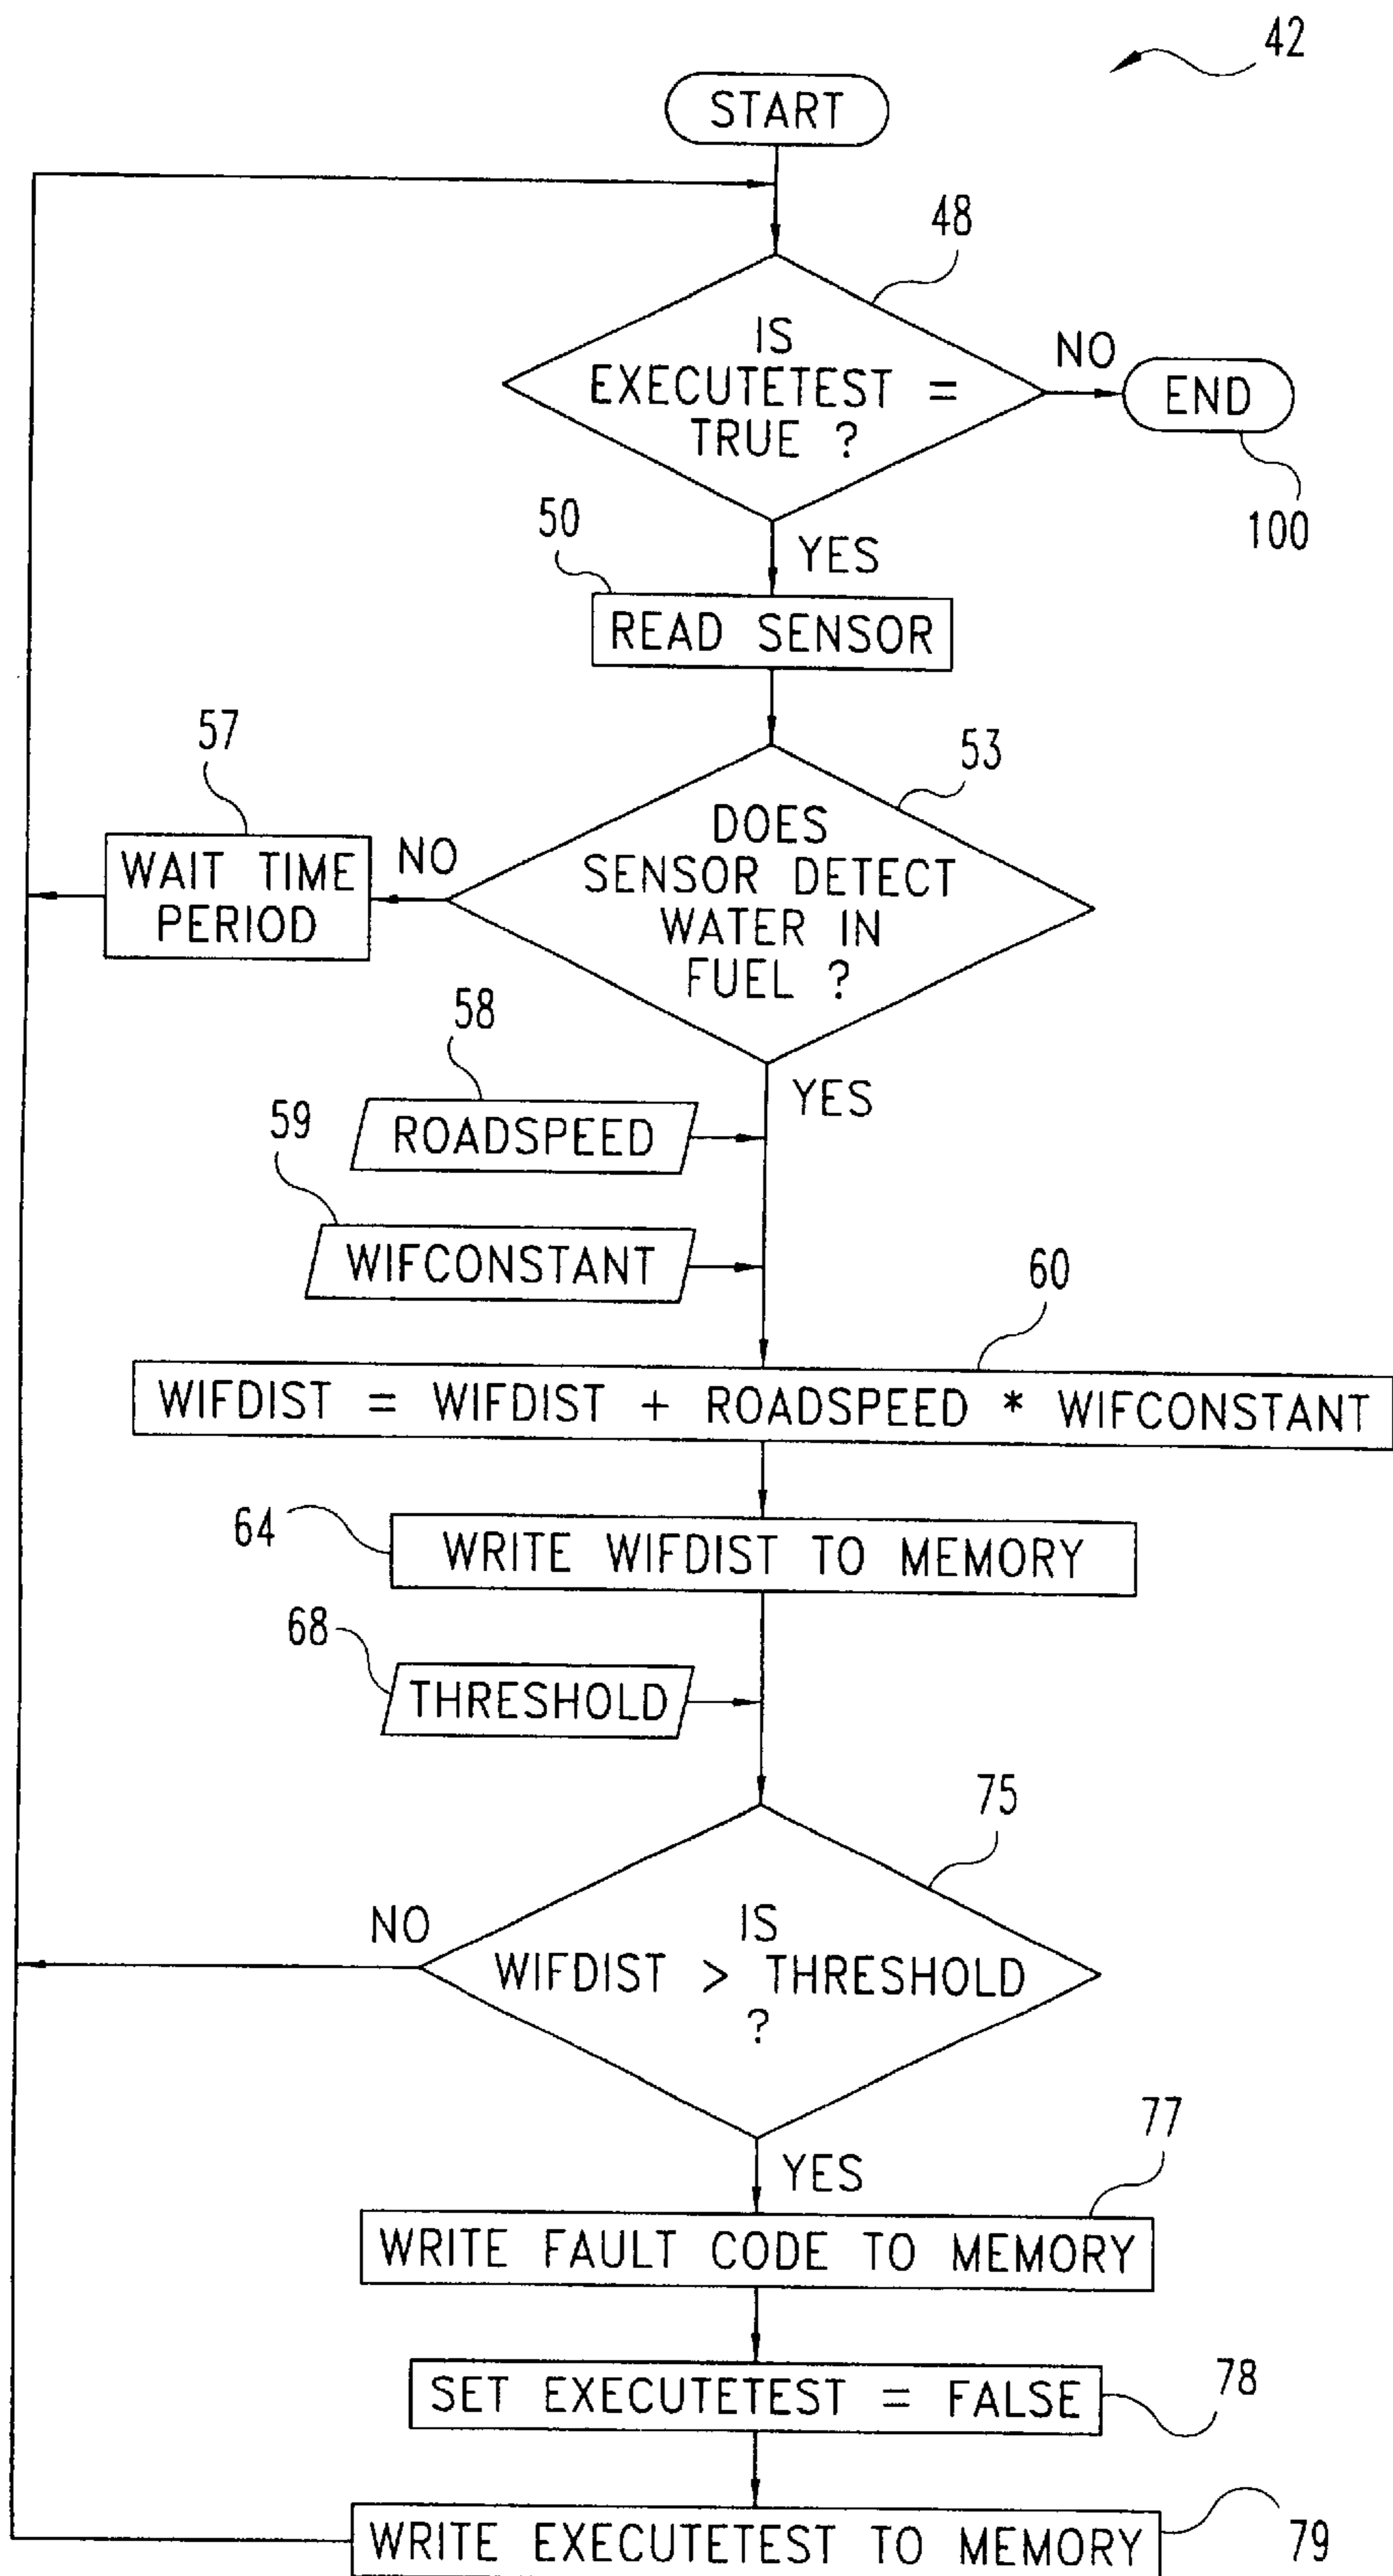 42
START
48
IS
EXECUTETEST =
TRUE ?
NO
END
100
YES
50
READ SENSOR
53
DOES
SENSOR DETECT
WATER IN
FUEL ?
NO
57
WAIT TIME
PERIOD
YES
58
ROADSPEED
59
WIFCONSTANT
60
WIFDIST = WIFDIST + ROADSPEED * WIFCONSTANT
64
WRITE WIFDIST TO MEMORY
68
THRESHOLD
75
IS
WIFDIST > THRESHOLD
?
NO
YES
77
WRITE FAULT CODE TO MEMORY
SET EXECUTETEST = FALSE
78
WRITE EXECUTETEST TO MEMORY
79